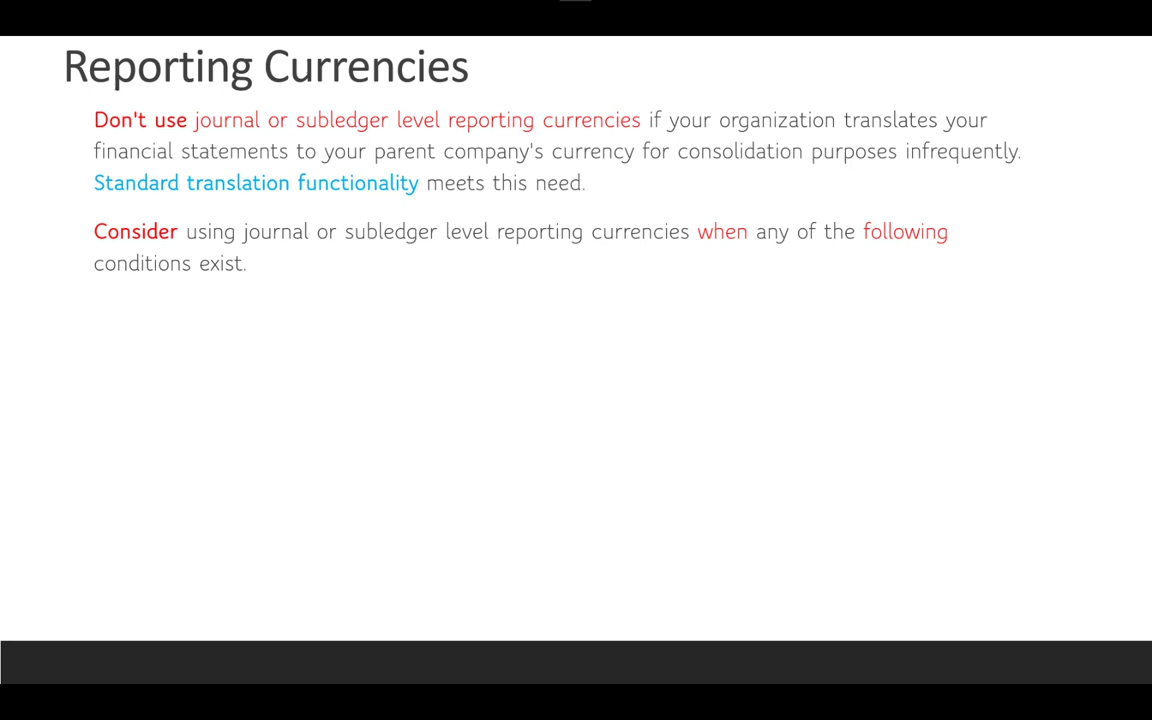 Reporting Currencies
Don't use journal or subledger level reporting currencies if your organization translates your
financial statements to your parent company's currency for consolidation purposes infrequently.
Standard translation functionality meets this need.
Consider using journal or subledger level reporting currencies when any of the following
conditions exist.